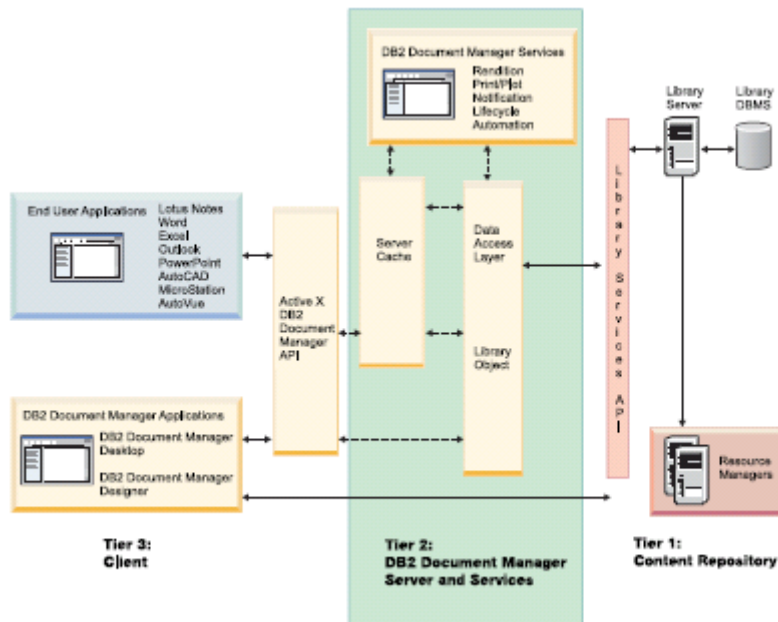 DB2 Document Manager Services
Rendition
Print/Plot
Notification
Lifecycle
Automation
Library
Server
Library
DBMS
End User Applications
Lotus Notes
Word
Excel
Outlook
PowerPoint
AutoCAD
MicroStation
AutoVue
Active X
DB2
Document
Manager
API
Server
Cache
Data
Access
Layer
Library
Object
Library Services API
DB2 Document Manager Applications
DB2 Document Manager
Desktop
DB2 Document Manager
Designer
Resource
Managers
Tier 3:
Client
Tier 2:
DB2 Document Manager
Server and Services
Tier 1:
Content Repository